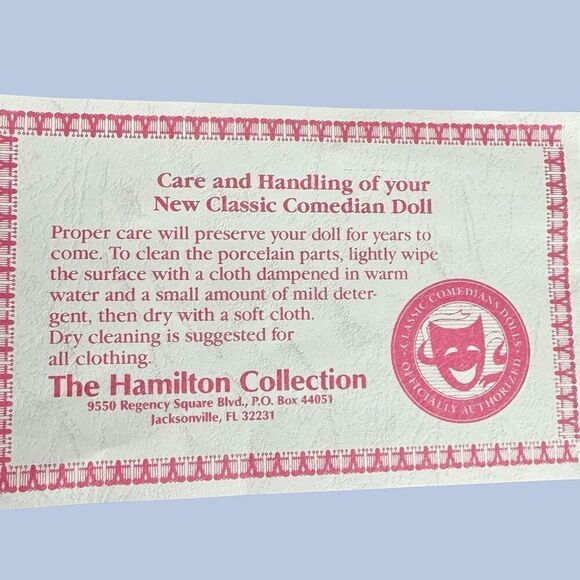 Care and Handling of your
New Classic Comedian Doll
Proper care will preserve your doll for years to
come. To clean the porcelain parts, lightly wipe
the surface with a cloth dampened in warm
water and a small amount of mild deter-
gent, then dry with a soft cloth.
Dry cleaning is suggested for
all clothing.
The Hamilton Collection
9550 Regency Square Blvd., P.O. Box 44051
Jacksonville, FL 32231
CLASSIC COMEDIANS DOLLS
OFFICIALLY AUTHORIZED